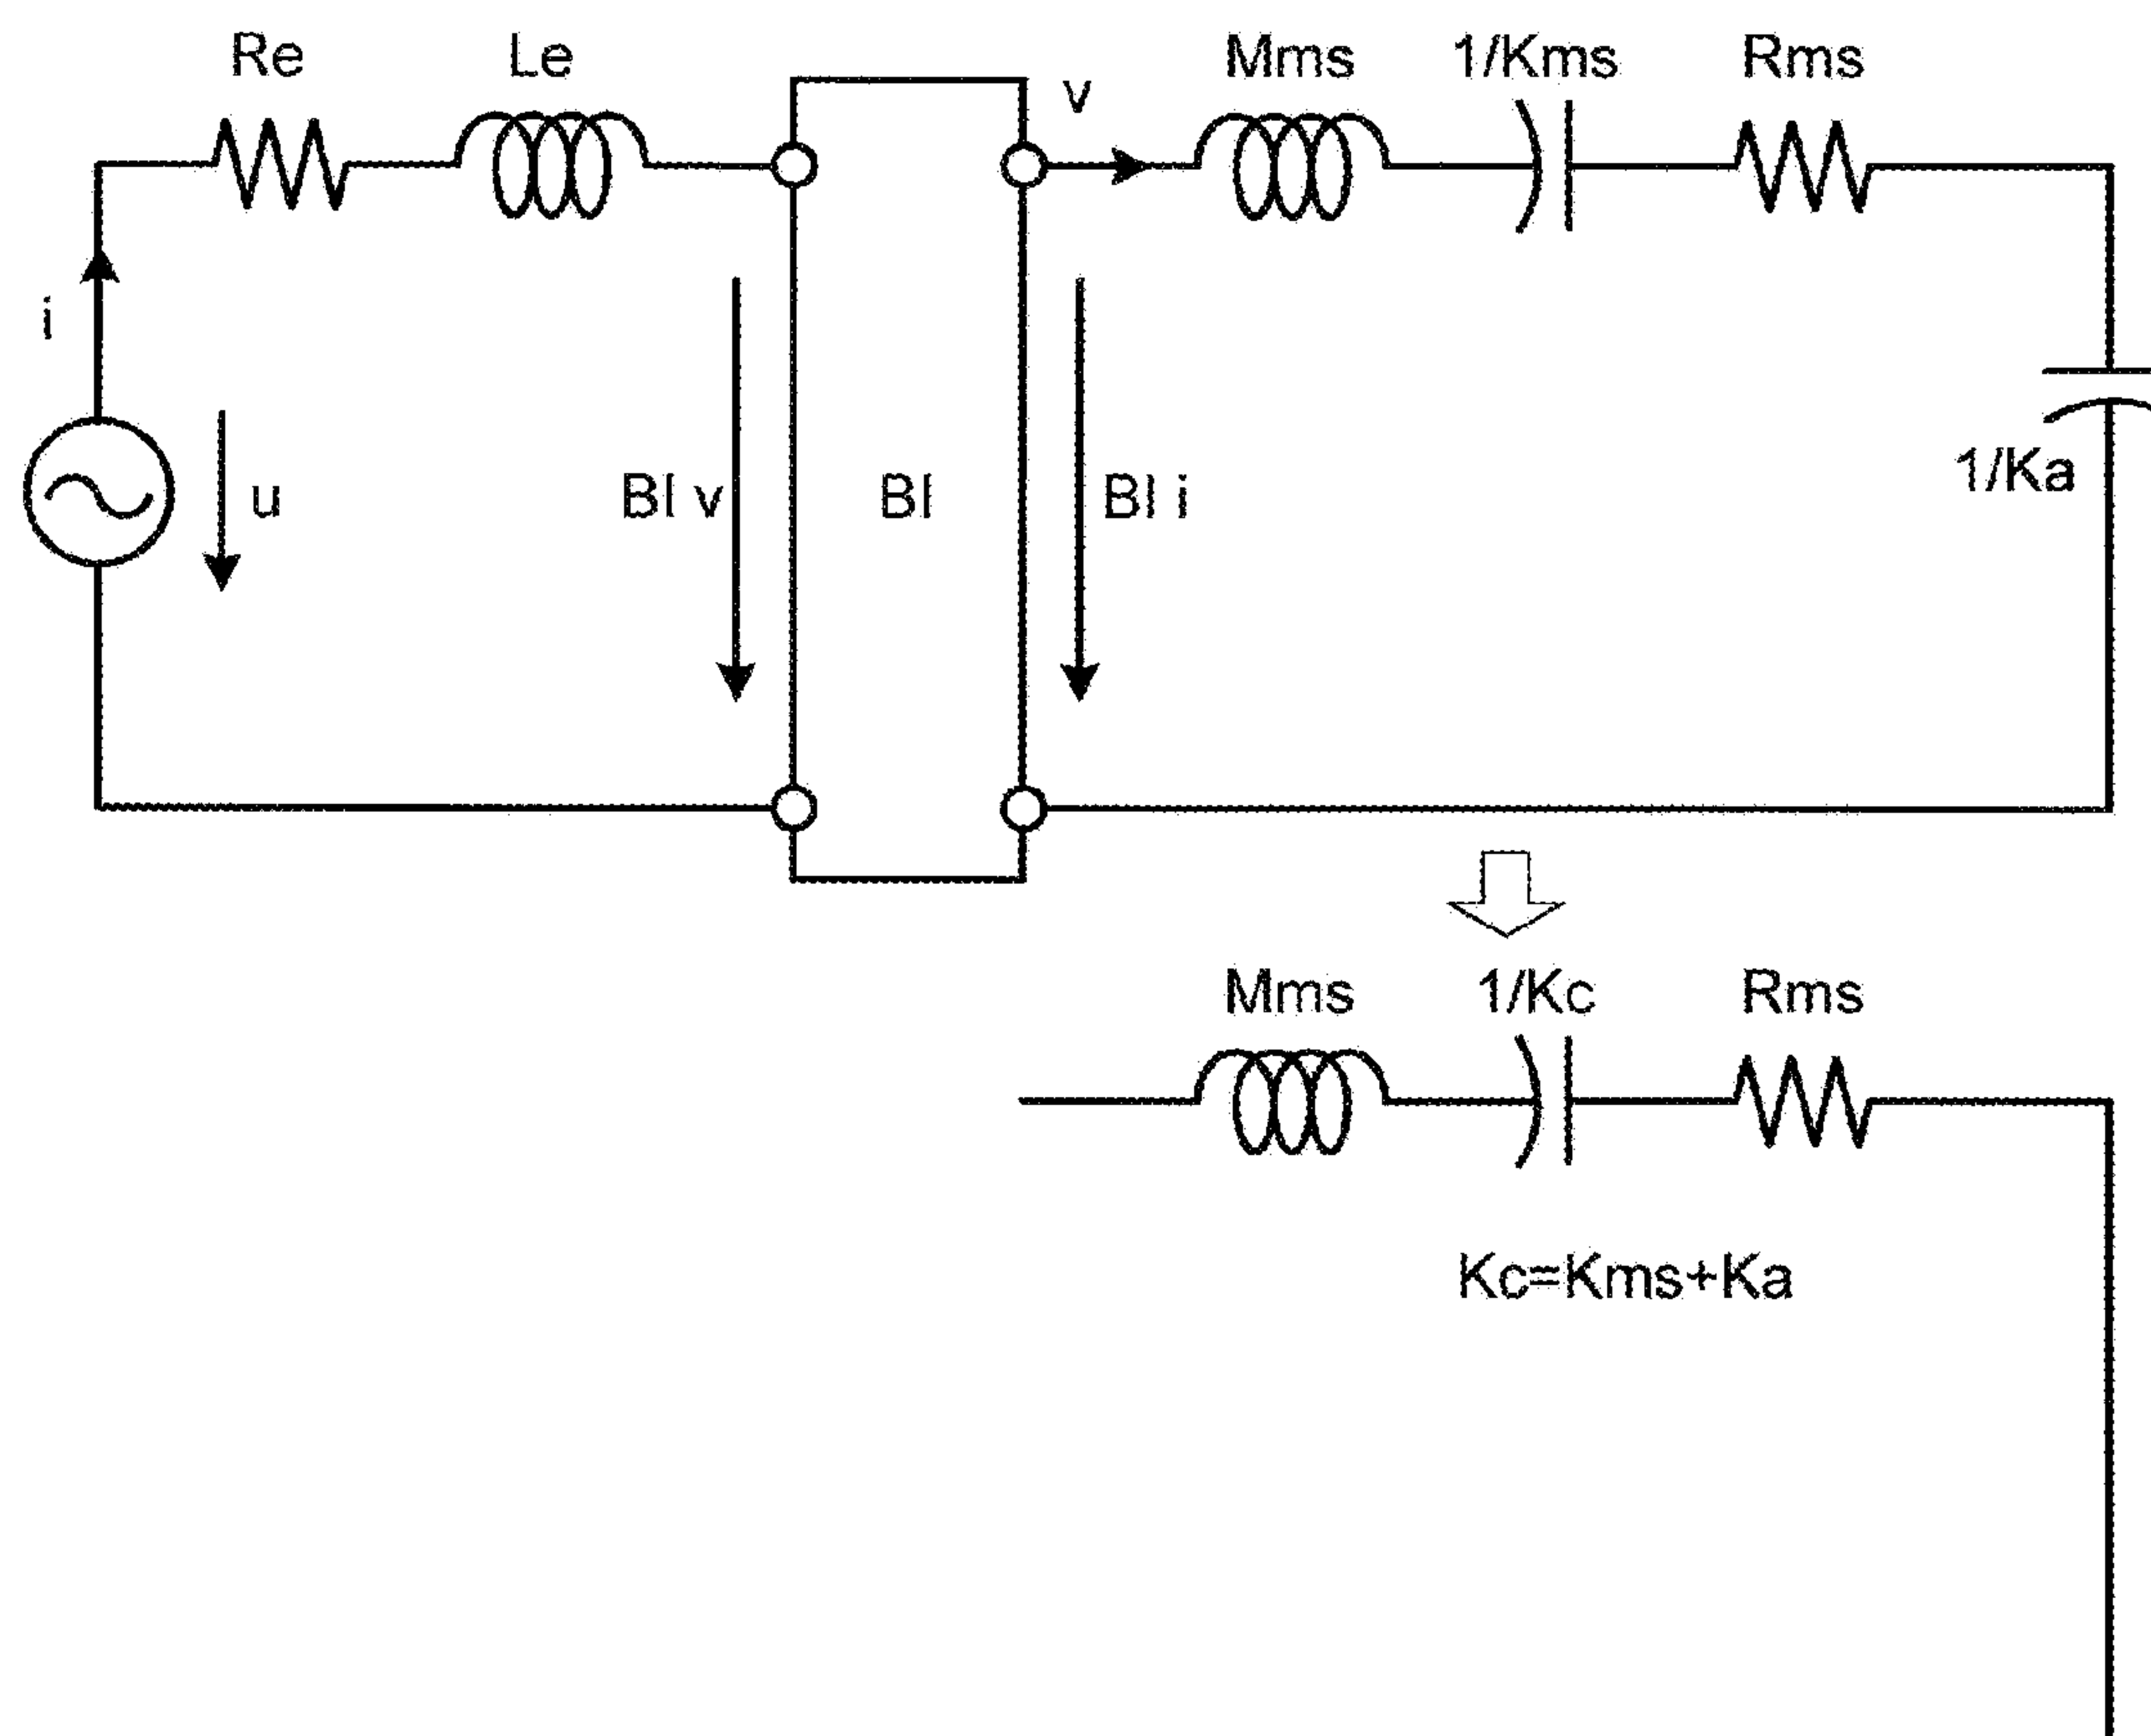 Re
Le
v
Mms
1/Kms
Rms
i
u
Bl v
Bl
Bl i
1/Ka
Mms
1/Kc
Rms
Kc=Kms+Ka